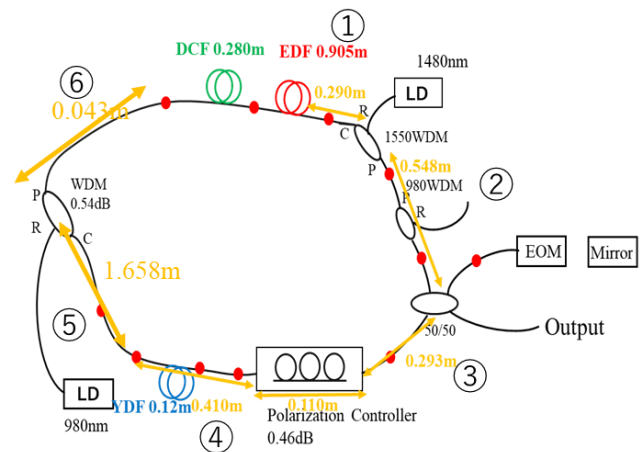 ①
DCF 0.280m
EDF 0.905m
1480nm
⑥
0.290m
R
LD
0.043m
C
1550WDM
P
0.548m
P
980WDM
②
P
WDM
0.54dB
R
R
C
EOM
Mirror
1.658m
50/50
Output
⑤
0.293m
③
LD
YDF 0.12m
0.410m
0.110m
980nm
④
Polarization Controller
0.46dB